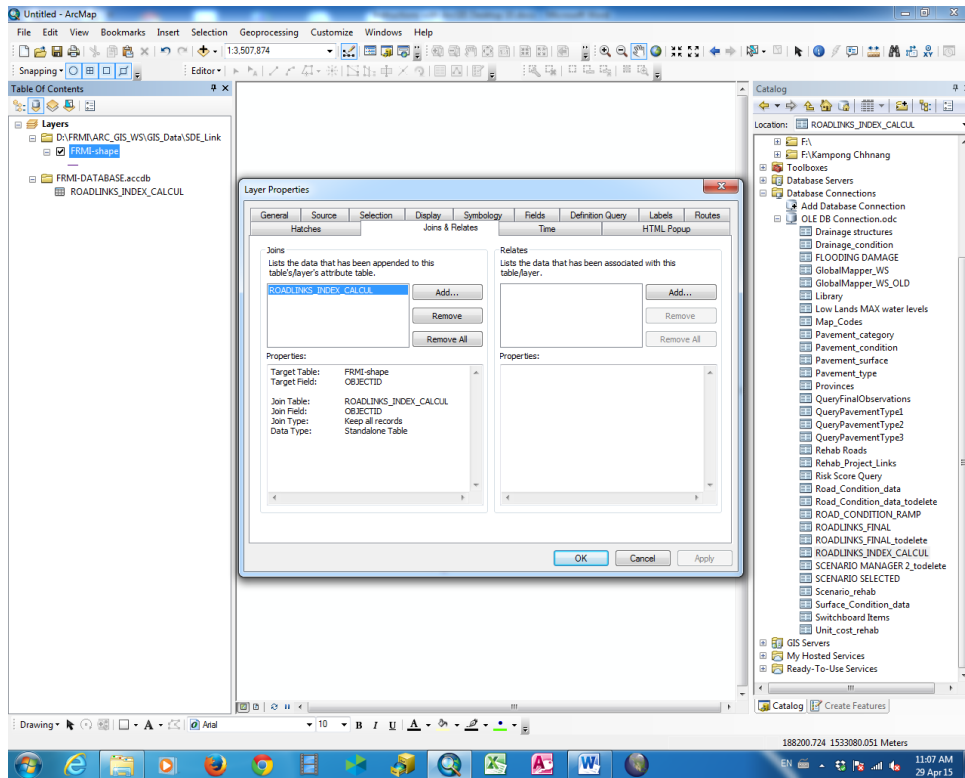 Untitled - ArcMap
File Edit View Bookmarks Insert Selection Geoprocessing Customize Windows Help
1:3,507,874
Snapping
Editor
Table Of Contents
Layers
D:\FRMI\ARC_GIS_WS\GIS_Data\SDE_Link
FRMI-shape
FRMI-DATABASE.accdb
ROADLINKS_INDEX_CALCUL
Layer Properties
General Source Selection Display Symbology Fields Definition Query Labels Routes
Hatches Joins & Relates Time HTML Popup
Joins
Lists the data that has been appended to this
table's/layer's attribute table.
ROADLINKS_INDEX_CALCUL
Add...
Remove
Remove All
Properties:
Target Table: FRMI-shape
Target Field: OBJECTID
Join Table: ROADLINKS_INDEX_CALCUL
Join Field: OBJECTID
Join Type: Keep all records
Data Type: Standalone Table
Relates
Lists the data that has been associated with this
table/layer.
Add...
Remove
Remove All
Properties:
OK Cancel Apply
Catalog
Location: ROADLINKS_INDEX_CALCUL
F:\
F:\Kampong Chhnang
Toolboxes
Database Servers
Database Connections
Add Database Connection
OLE DB Connection.odc
Drainage structures
Drainage_condition
FLOODING DAMAGE
GlobalMapper_WS
GlobalMapper_WS_OLD
Library
Low Lands MAX water levels
Map_Codes
Pavement_category
Pavement_condition
Pavement_surface
Pavement_type
Provinces
QueryFinalObservations
QueryPavementType1
QueryPavementType2
QueryPavementType3
Rehab Roads
Rehab_Project_Links
Risk Score Query
Road_Condition_data
Road_Condition_data_todelete
ROAD_CONDITION_RAMP
ROADLINKS_FINAL
ROADLINKS_FINAL_todelete
ROADLINKS_INDEX_CALCUL
SCENARIO MANAGER 2_todelete
SCENARIO SELECTED
Scenario_rehab
Surface_Condition_data
Switchboard Items
Unit_cost_rehab
GIS Servers
My Hosted Services
Ready-To-Use Services
Catalog Create Features
Drawing A Arial 10 B I U A
188200.724 1533080.051 Meters
EN 11:07 AM
29 Apr 15